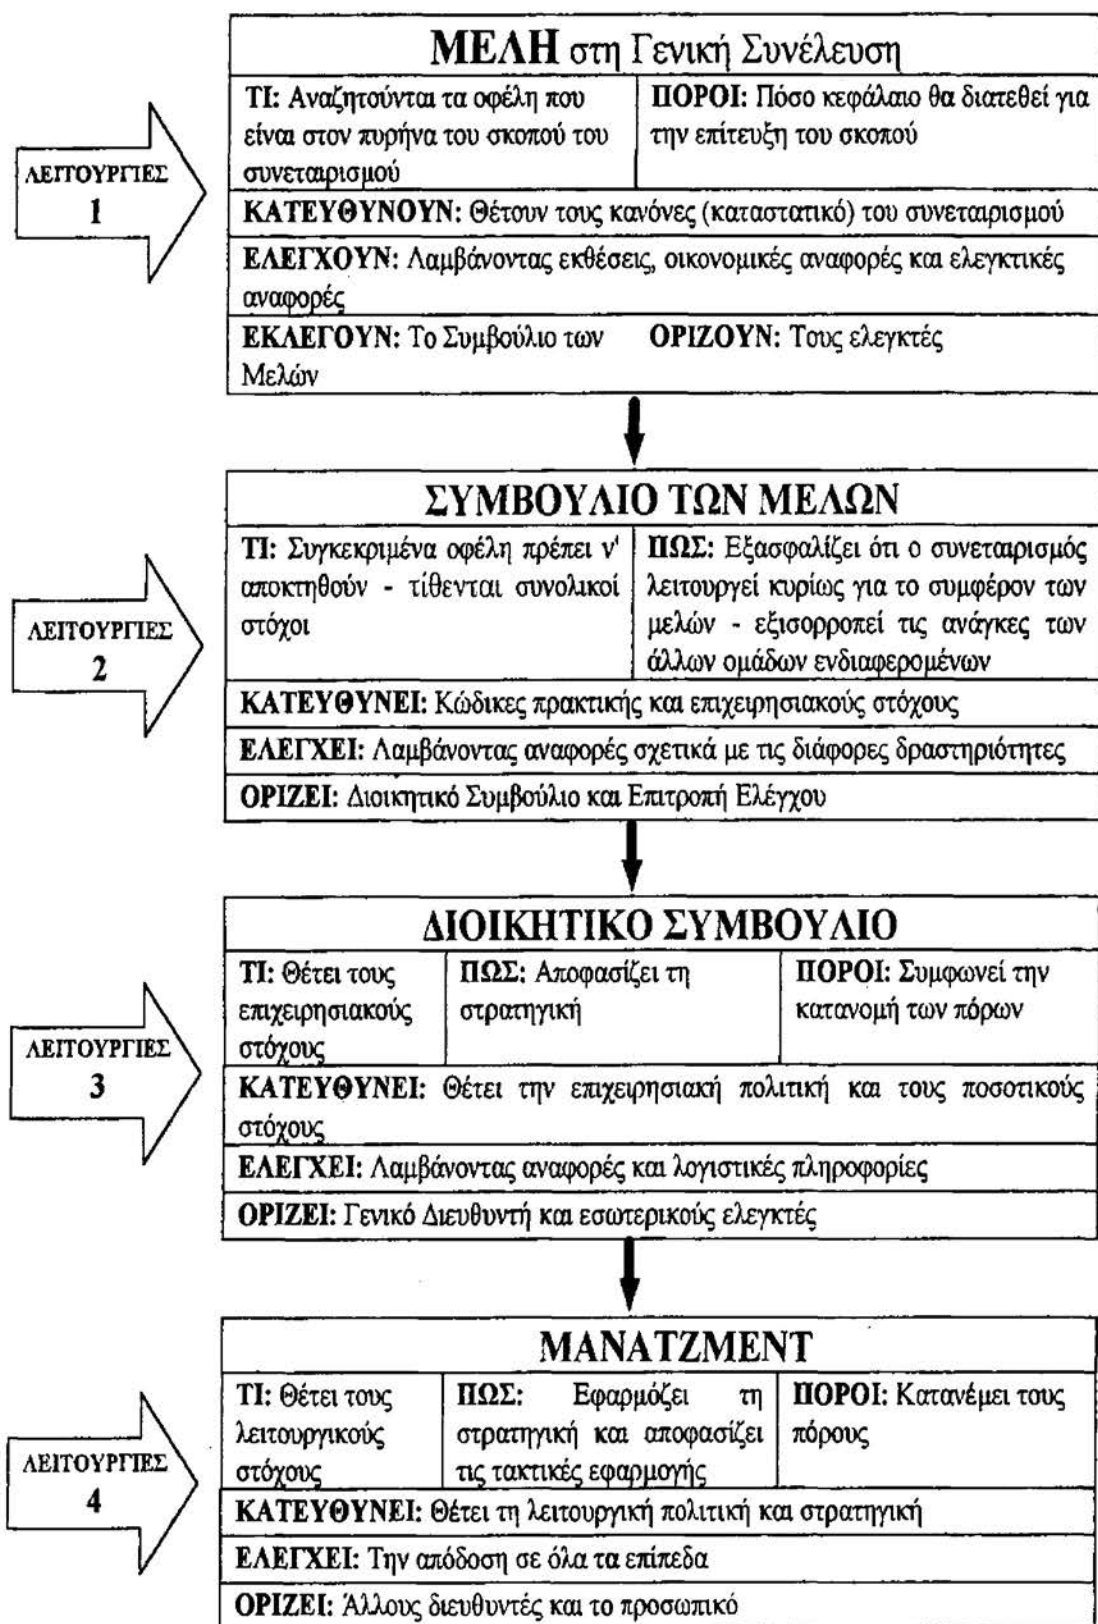 ΜΕΛΗ στη Γενική Συνέλευση
ΛΕΙΤΟΥΡΓΙΕΣ
1
ΤΙ: Αναζητούνται τα οφέλη που
είναι στον πυρήνα του σκοπού του
συνεταιρισμού
ΠΟΡΟΙ: Πόσο κεφάλαιο θα διατεθεί για
την επίτευξη του σκοπού
ΚΑΤΕΥΘΥΝΟΥΝ: Θέτουν τους κανόνες (καταστατικό) του συνεταιρισμού
ΕΛΕΓΧΟΥΝ: Λαμβάνοντας εκθέσεις, οικονομικές αναφορές και ελεγκτικές
αναφορές
ΕΚΛΕΓΟΥΝ: Το Συμβούλιο των
Μελών
ΟΡΙΖΟΥΝ: Τους ελεγκτές
ΣΥΜΒΟΥΛΙΟ ΤΩΝ ΜΕΛΩΝ
ΛΕΙΤΟΥΡΓΙΕΣ
2
ΤΙ: Συγκεκριμένα οφέλη πρέπει ν'
αποκτηθούν - τίθενται συνολικοί
στόχοι
ΠΩΣ: Εξασφαλίζει ότι ο συνεταιρισμός
λειτουργεί κυρίως για το συμφέρον των
μελών - εξισορροπεί τις ανάγκες των
άλλων ομάδων ενδιαφερομένων
ΚΑΤΕΥΘΥΝΕΙ: Κώδικες πρακτικής και επιχειρησιακούς στόχους
ΕΛΕΓΧΕΙ: Λαμβάνοντας αναφορές σχετικά με τις διάφορες δραστηριότητες
ΟΡΙΖΕΙ: Διοικητικό Συμβούλιο και Επιτροπή Ελέγχου
ΔΙΟΙΚΗΤΙΚΟ ΣΥΜΒΟΥΛΙΟ
ΛΕΙΤΟΥΡΓΙΕΣ
3
ΤΙ: Θέτει τους
επιχειρησιακούς
στόχους
ΠΩΣ: Αποφασίζει τη
στρατηγική
ΠΟΡΟΙ: Συμφωνεί την
κατανομή των πόρων
ΚΑΤΕΥΘΥΝΕΙ: Θέτει την επιχειρησιακή πολιτική και τους ποσοτικούς
στόχους
ΕΛΕΓΧΕΙ: Λαμβάνοντας αναφορές και λογιστικές πληροφορίες
ΟΡΙΖΕΙ: Γενικό Διευθυντή και εσωτερικούς ελεγκτές
ΜΑΝΑΤΖΜΕΝΤ
ΛΕΙΤΟΥΡΓΙΕΣ
4
ΤΙ: Θέτει τους
λειτουργικούς
στόχους
ΠΩΣ: Εφαρμόζει τη
στρατηγική και αποφασίζει
τις τακτικές εφαρμογής
ΠΟΡΟΙ: Κατανέμει τους
πόρους
ΚΑΤΕΥΘΥΝΕΙ: Θέτει τη λειτουργική πολιτική και στρατηγική
ΕΛΕΓΧΕΙ: Την απόδοση σε όλα τα επίπεδα
ΟΡΙΖΕΙ: Άλλους διευθυντές και το προσωπικό